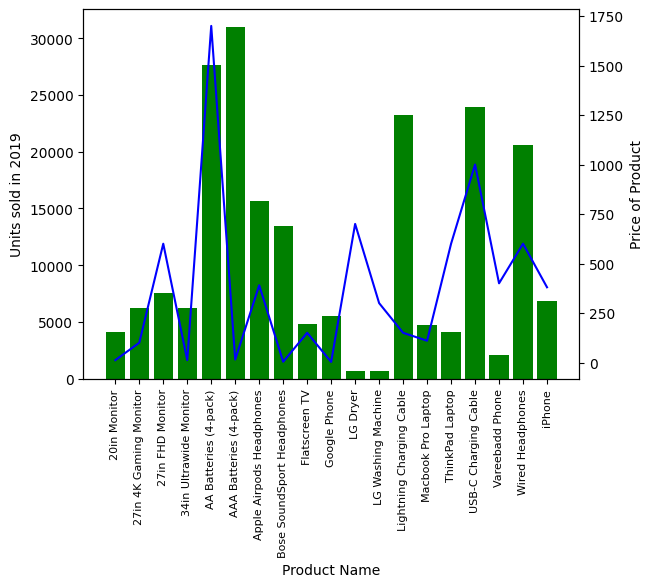 30000
25000
20000
15000
10000
5000
0
Units sold in 2019
1750
1500
1250
1000
750
500
250
0
Price of Product
20in Monitor
27in 4K Gaming Monitor
27in FHD Monitor
34in Ultrawide Monitor
AA Batteries (4-pack)
AAA Batteries (4-pack)
Apple Airpods Headphones
Bose SoundSport Headphones
Flatscreen TV
Google Phone
LG Dryer
LG Washing Machine
Lightning Charging Cable
Macbook Pro Laptop
ThinkPad Laptop
USB-C Charging Cable
Vareebadd Phone
Wired Headphones
iPhone
Product Name